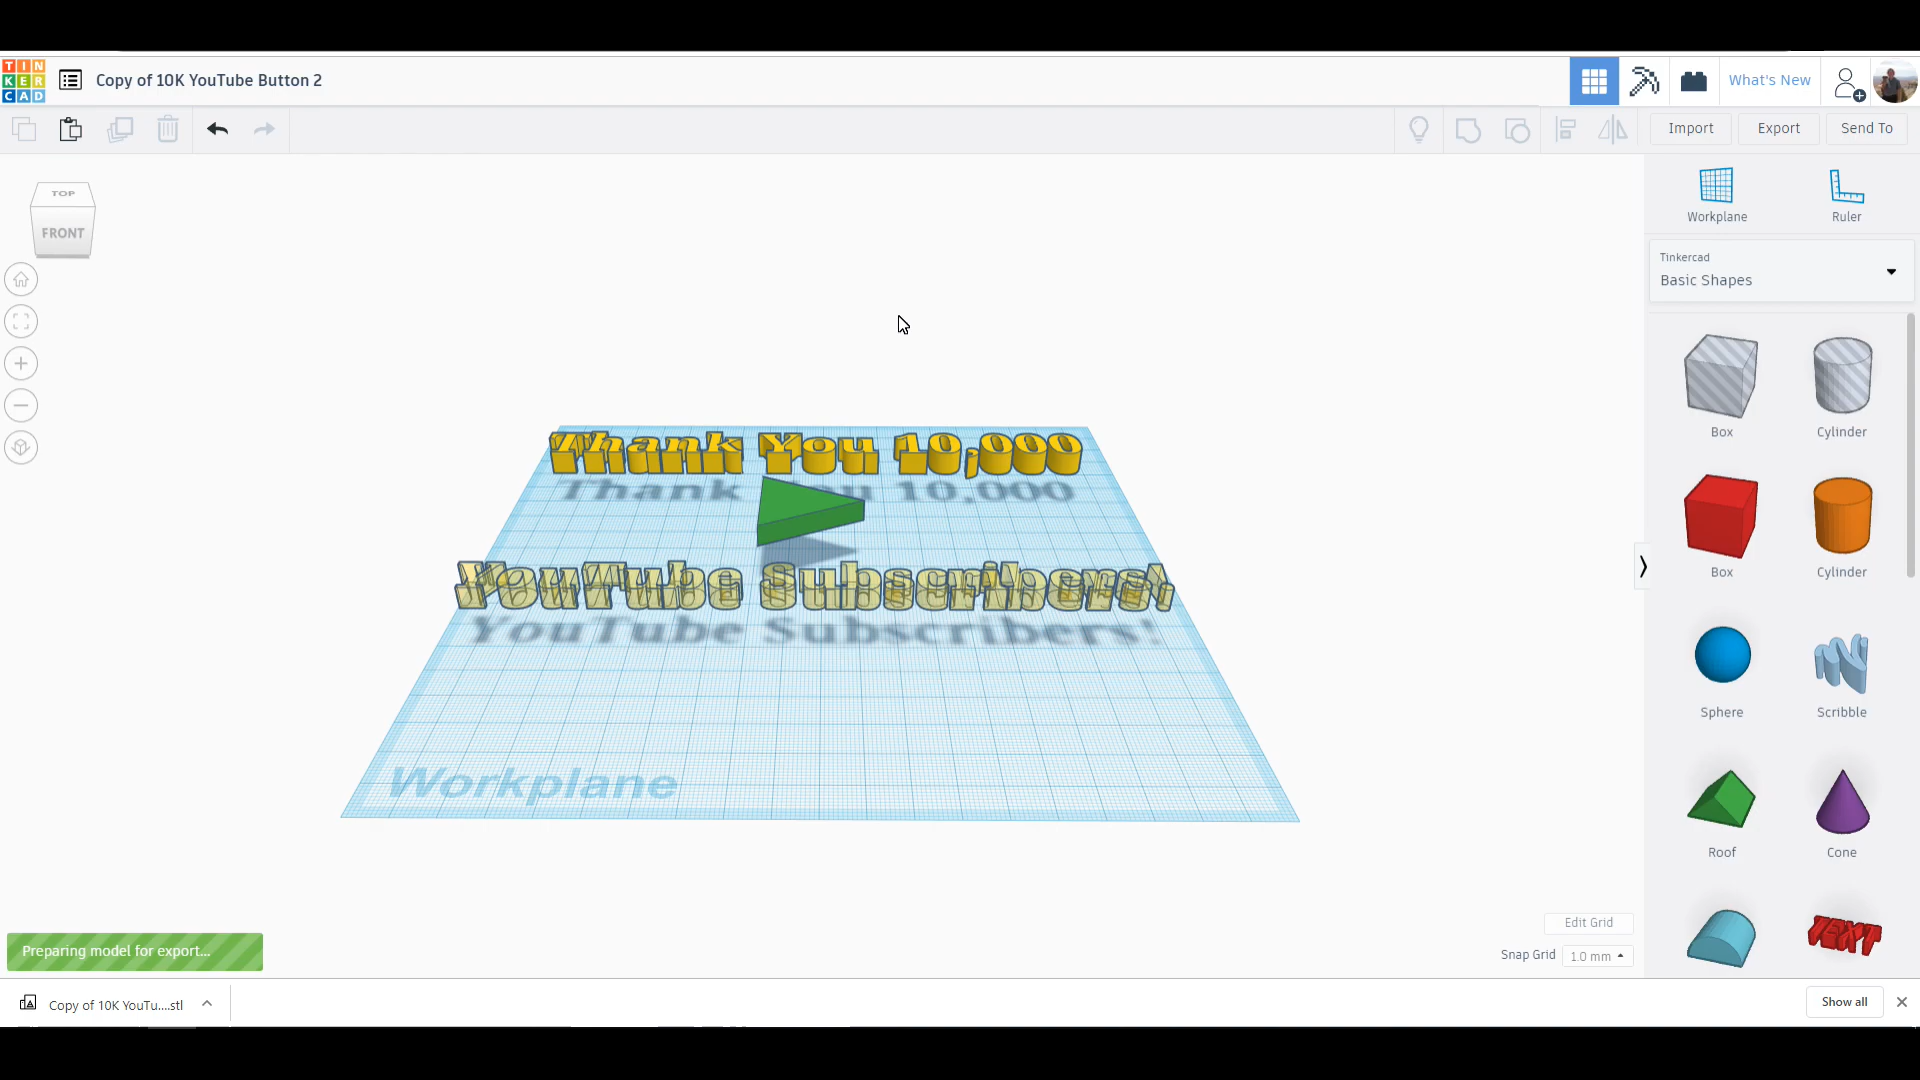 TINKERCAD
Copy of 10K YouTube Button 2
What's New
Import
Export
Send To
TOP
FRONT
Workplane
Ruler
Tinkercad
Basic Shapes
Box
Cylinder
Box
Cylinder
Sphere
Scribble
Roof
Cone
TEXT
Thank You 10,000
YouTube Subscribers!
Workplane
Edit Grid
Snap Grid
1.0 mm
Preparing model for export...
Copy of 10K YouTu....stl
Show all